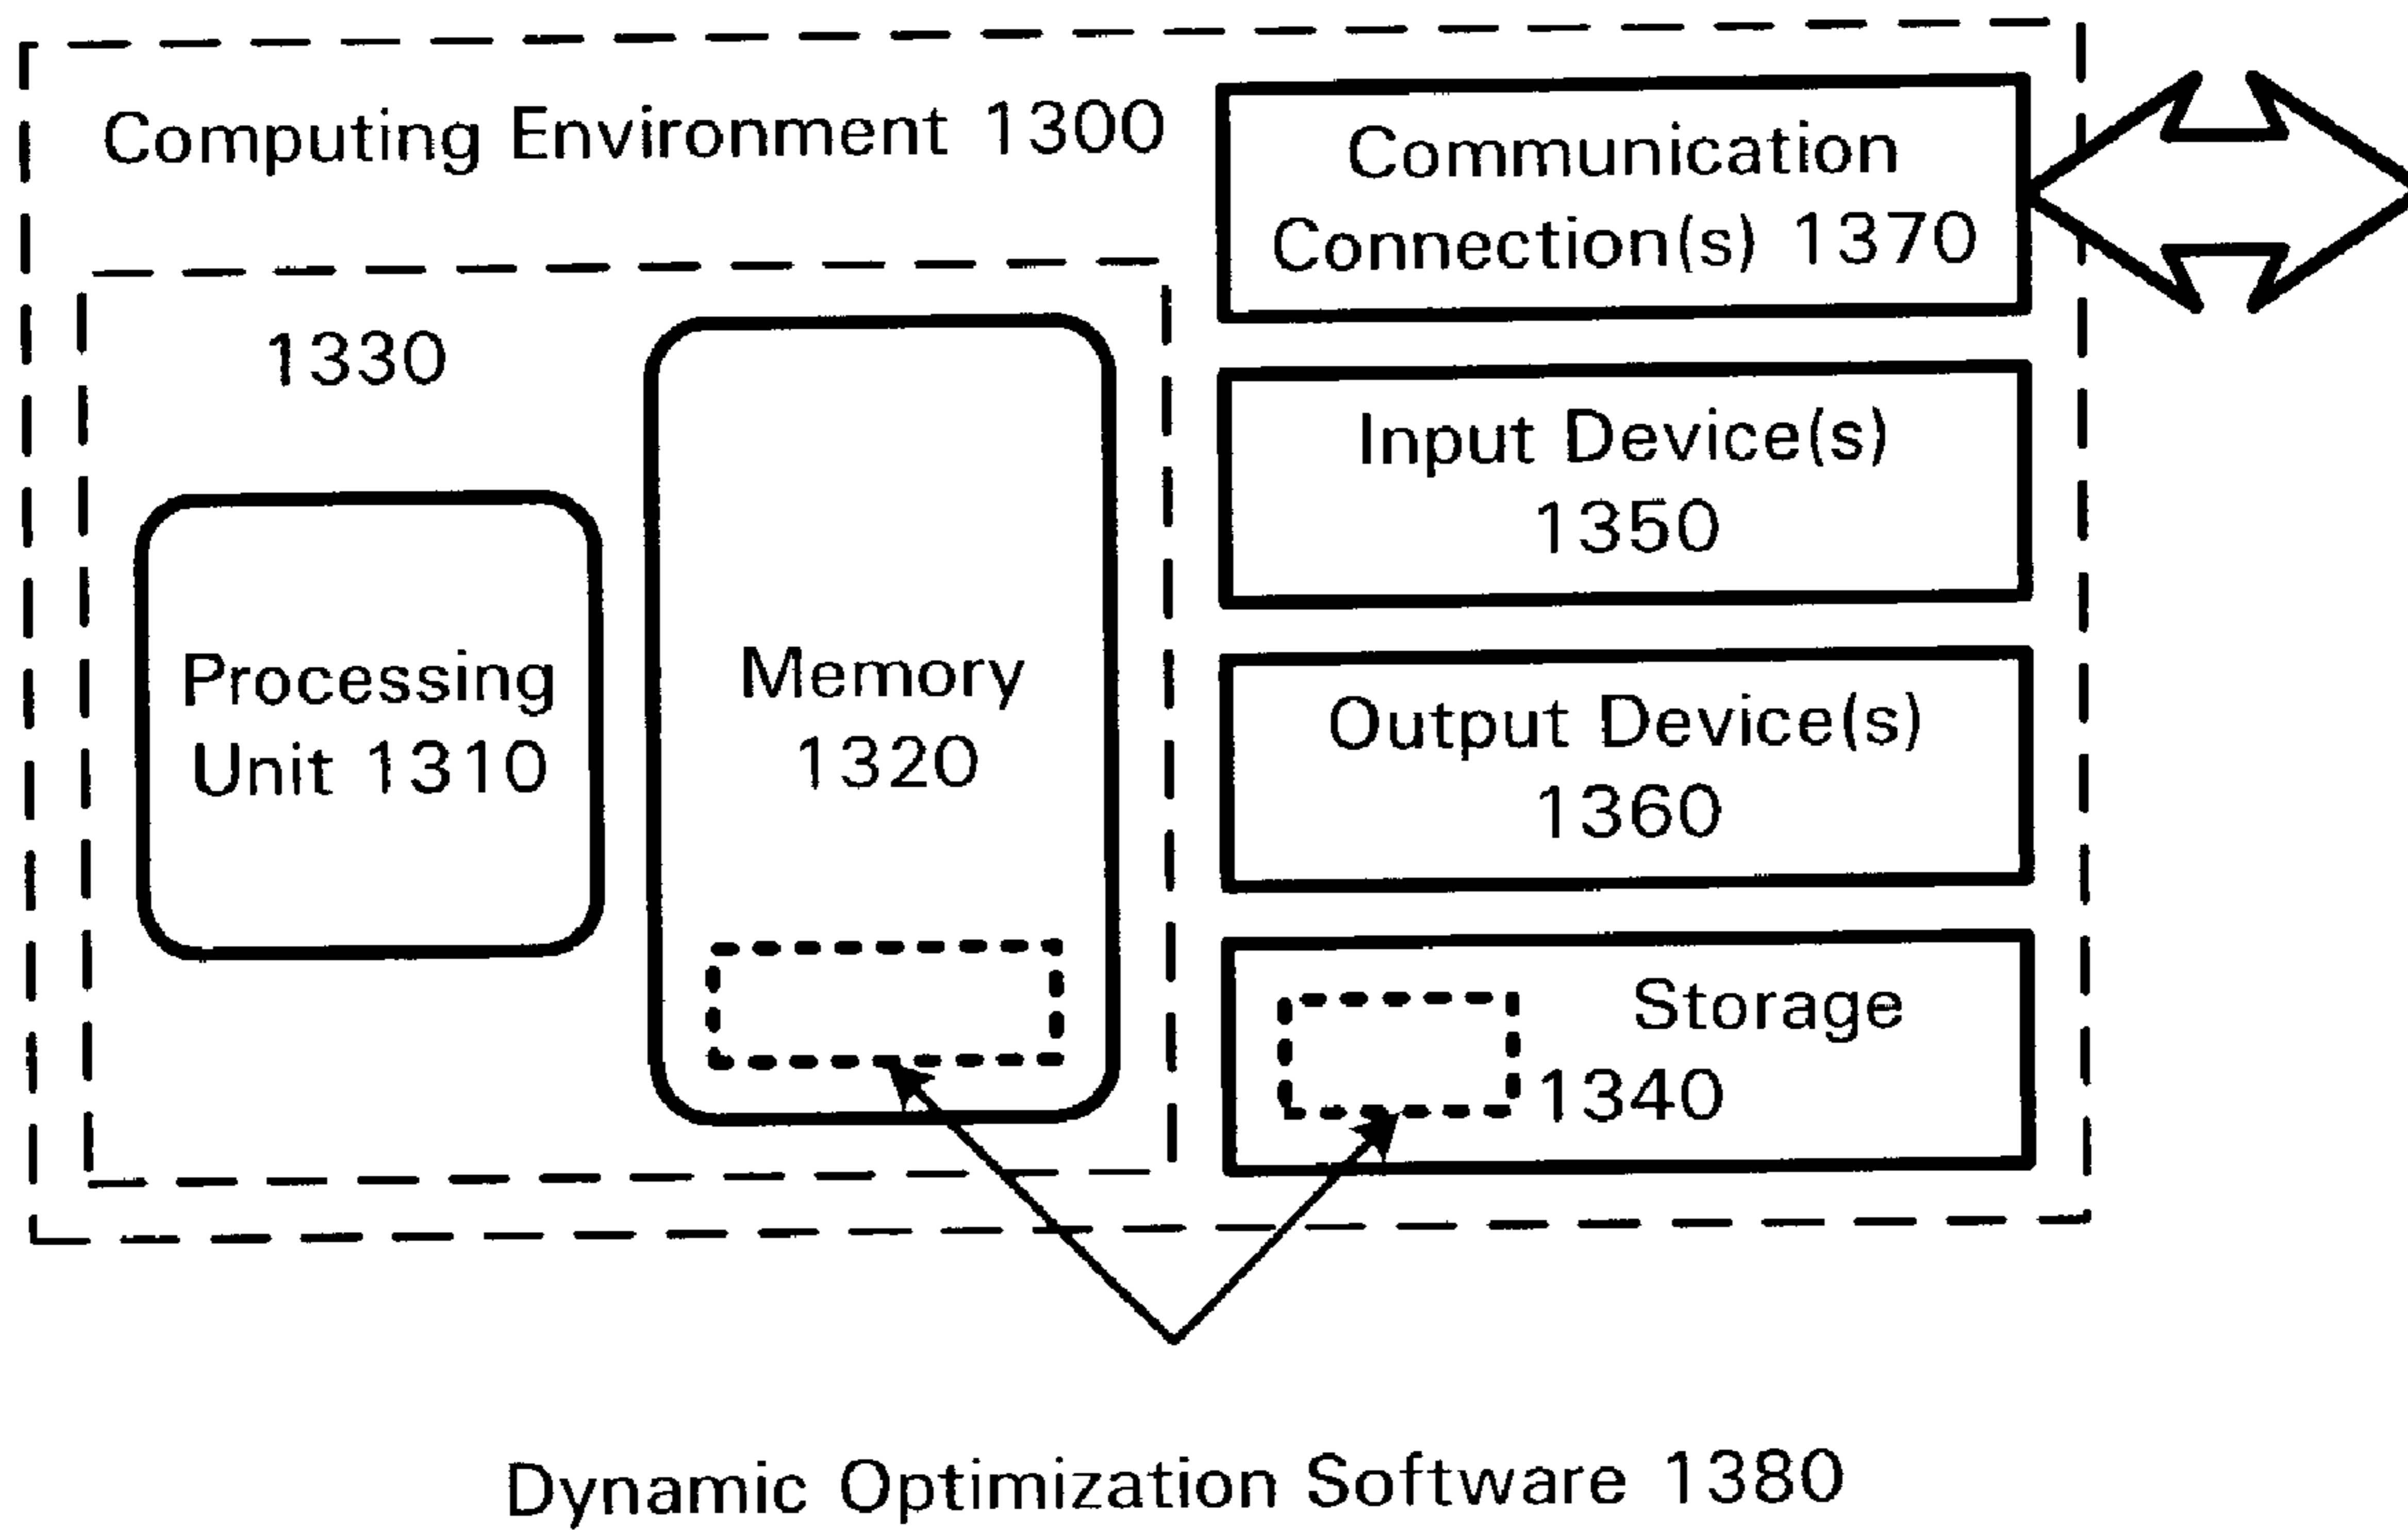 Computing Environment 1300
Communication
Connection(s) 1370
1330
Input Device(s)
1350
Processing
Unit 1310
Memory
1320
Output Device(s)
1360
Storage
1340
Dynamic Optimization Software 1380